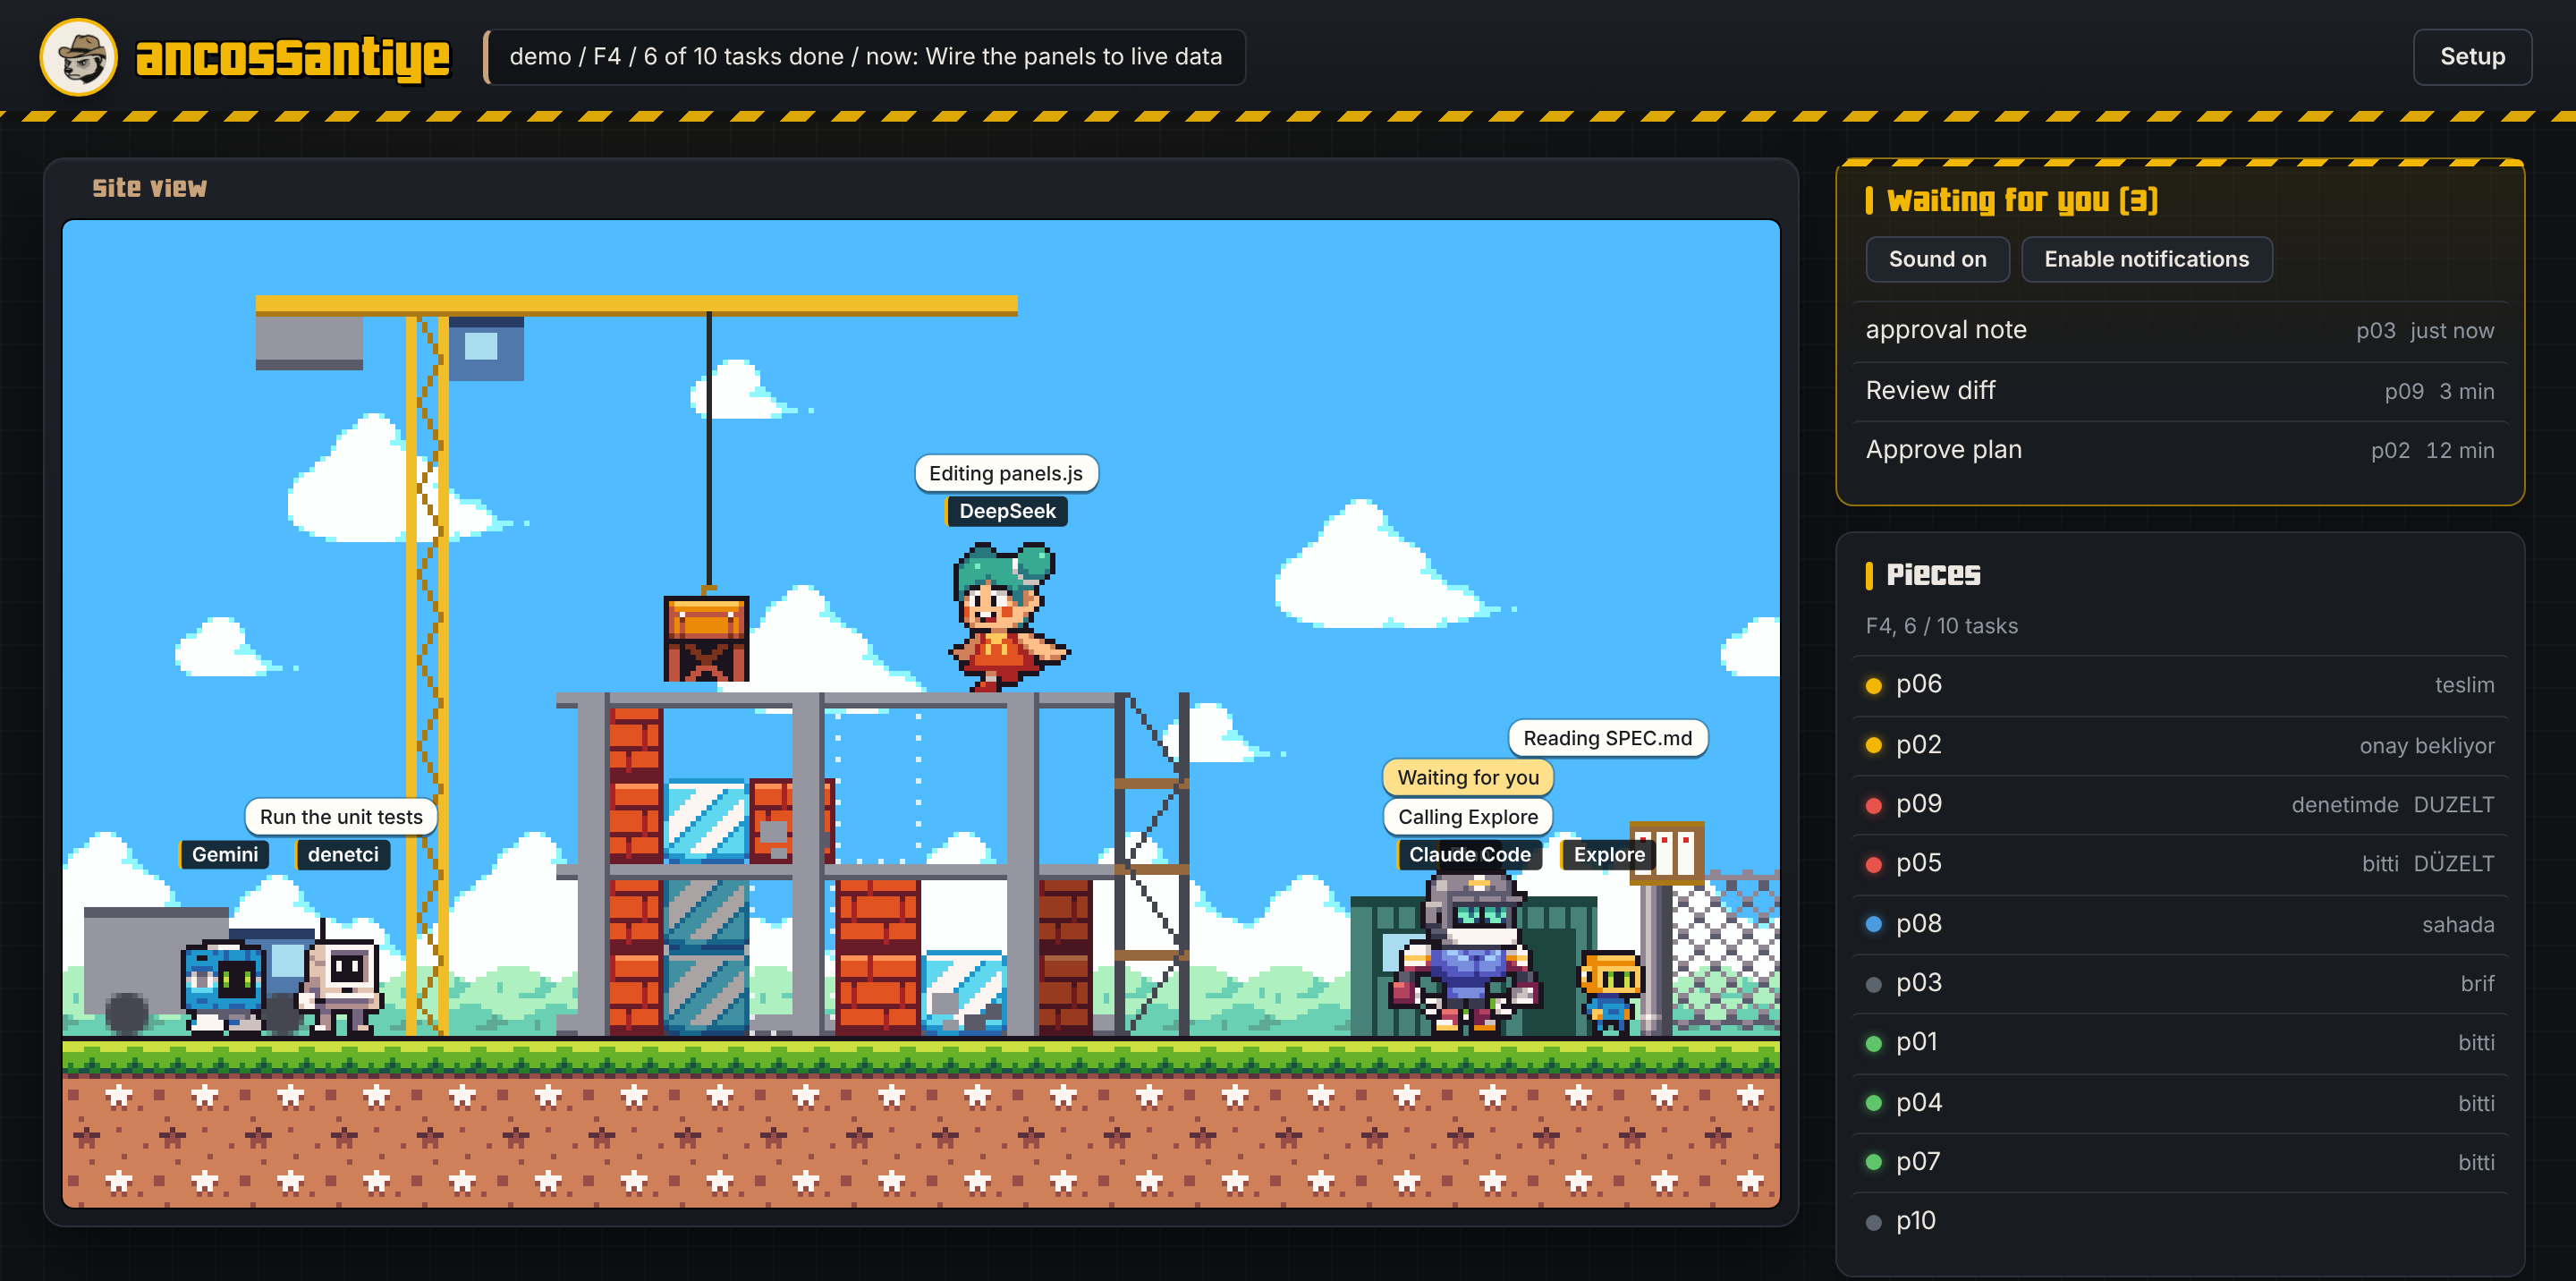 ancosSantiye
demo / F4 / 6 of 10 tasks done / now: Wire the panels to live data
Setup
Site view
Editing panels.js
DeepSeek
Reading SPEC.md
Waiting for you
Run the unit tests
Calling Explore
Gemini
denetci
Claude Code
Explore
Waiting for you (3)
Sound on
Enable notifications
approval note p03 just now
Review diff p09 3 min
Approve plan p02 12 min
Pieces
F4, 6 / 10 tasks
p06 teslim
p02 onay bekliyor
p09 denetimde DUZELT
p05 bitti DÜZELT
p08 sahada
p03 brif
p01 bitti
p04 bitti
p07 bitti
p10